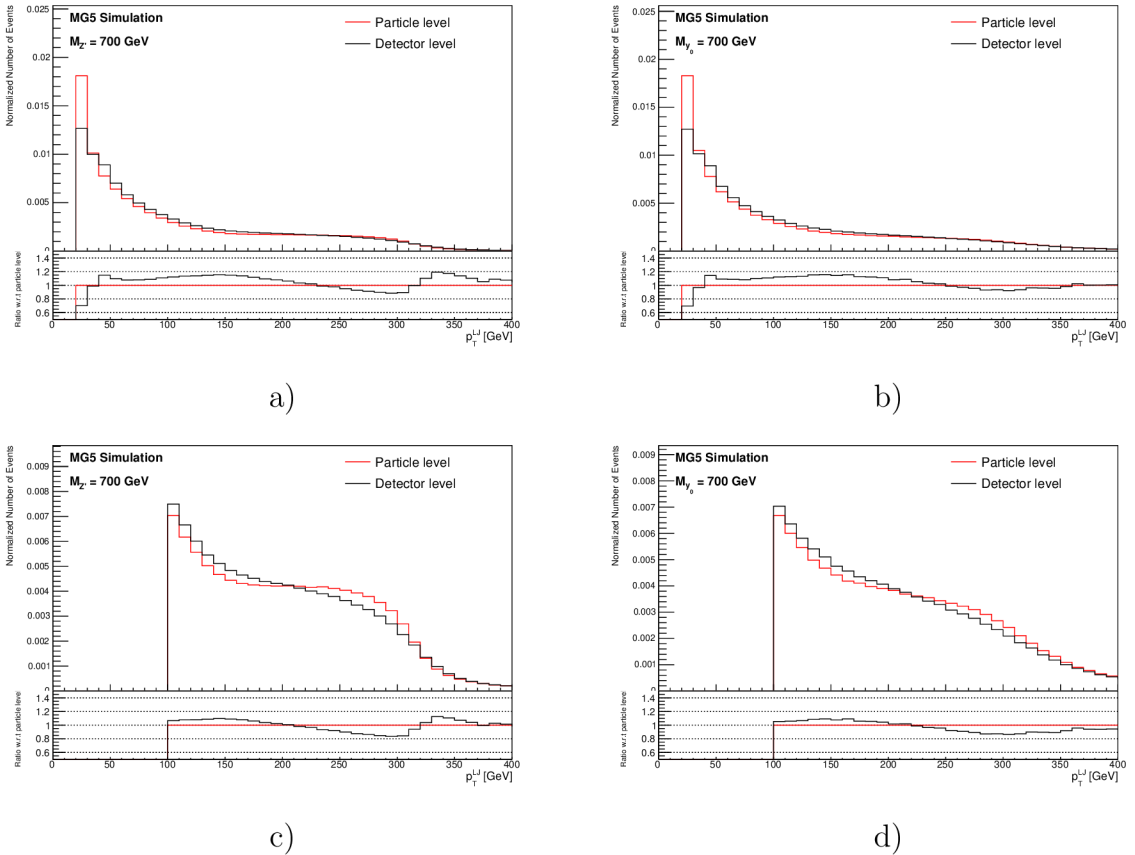 Normalized Number of Events
0.025
MG5 Simulation
M_Z' = 700 GeV
Particle level
Detector level
0.02
0.015
0.01
0.005
0
Ratio w.r.t particle level
1.4
1.2
1
0.8
0.6
0 50 100 150 200 250 300 350 400
p_T^LJ [GeV]
a)
Normalized Number of Events
0.025
MG5 Simulation
M_y_0 = 700 GeV
Particle level
Detector level
0.02
0.015
0.01
0.005
0
Ratio w.r.t particle level
1.4
1.2
1
0.8
0.6
0 50 100 150 200 250 300 350 400
p_T^LJ [GeV]
b)
Normalized Number of Events
0.009
MG5 Simulation
M_Z' = 700 GeV
Particle level
Detector level
0.008
0.007
0.006
0.005
0.004
0.003
0.002
0.001
0
Ratio w.r.t particle level
1.4
1.2
1
0.8
0.6
0 50 100 150 200 250 300 350 400
p_T^LJ [GeV]
c)
Normalized Number of Events
0.009
MG5 Simulation
M_y_0 = 700 GeV
Particle level
Detector level
0.008
0.007
0.006
0.005
0.004
0.003
0.002
0.001
0
Ratio w.r.t particle level
1.4
1.2
1
0.8
0.6
0 50 100 150 200 250 300 350 400
p_T^LJ [GeV]
d)